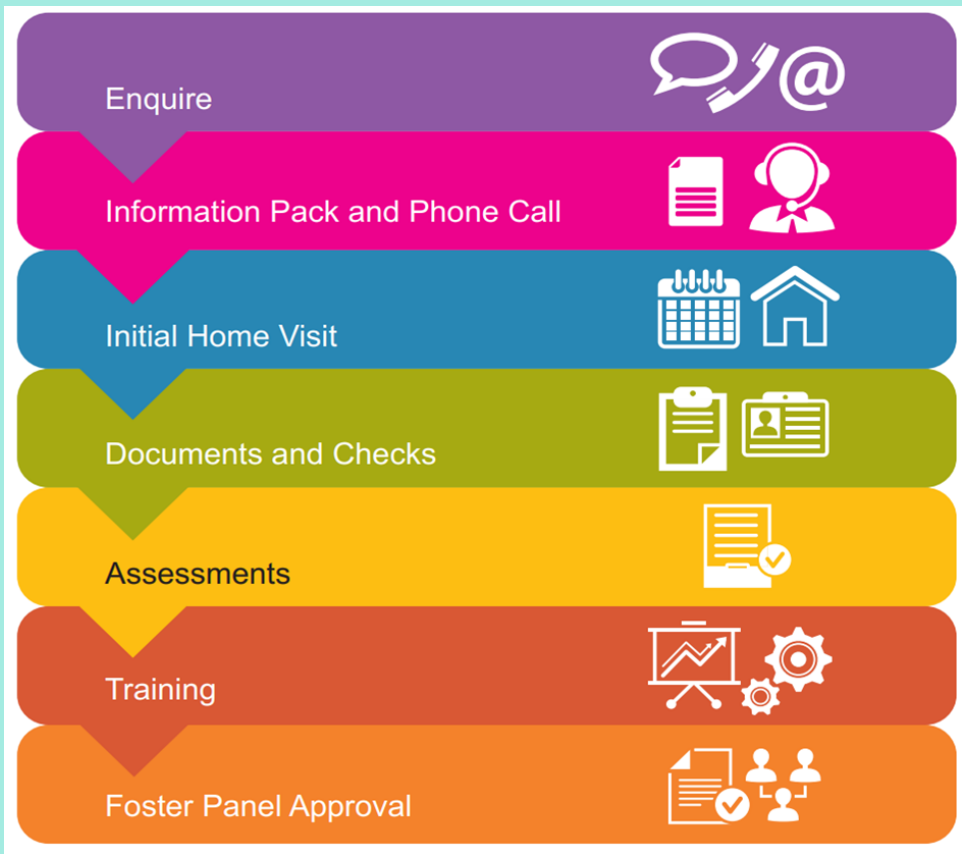 Enquire
@
Information Pack and Phone Call
Initial Home Visit
Documents and Checks
Assessments
Training
Foster Panel Approval